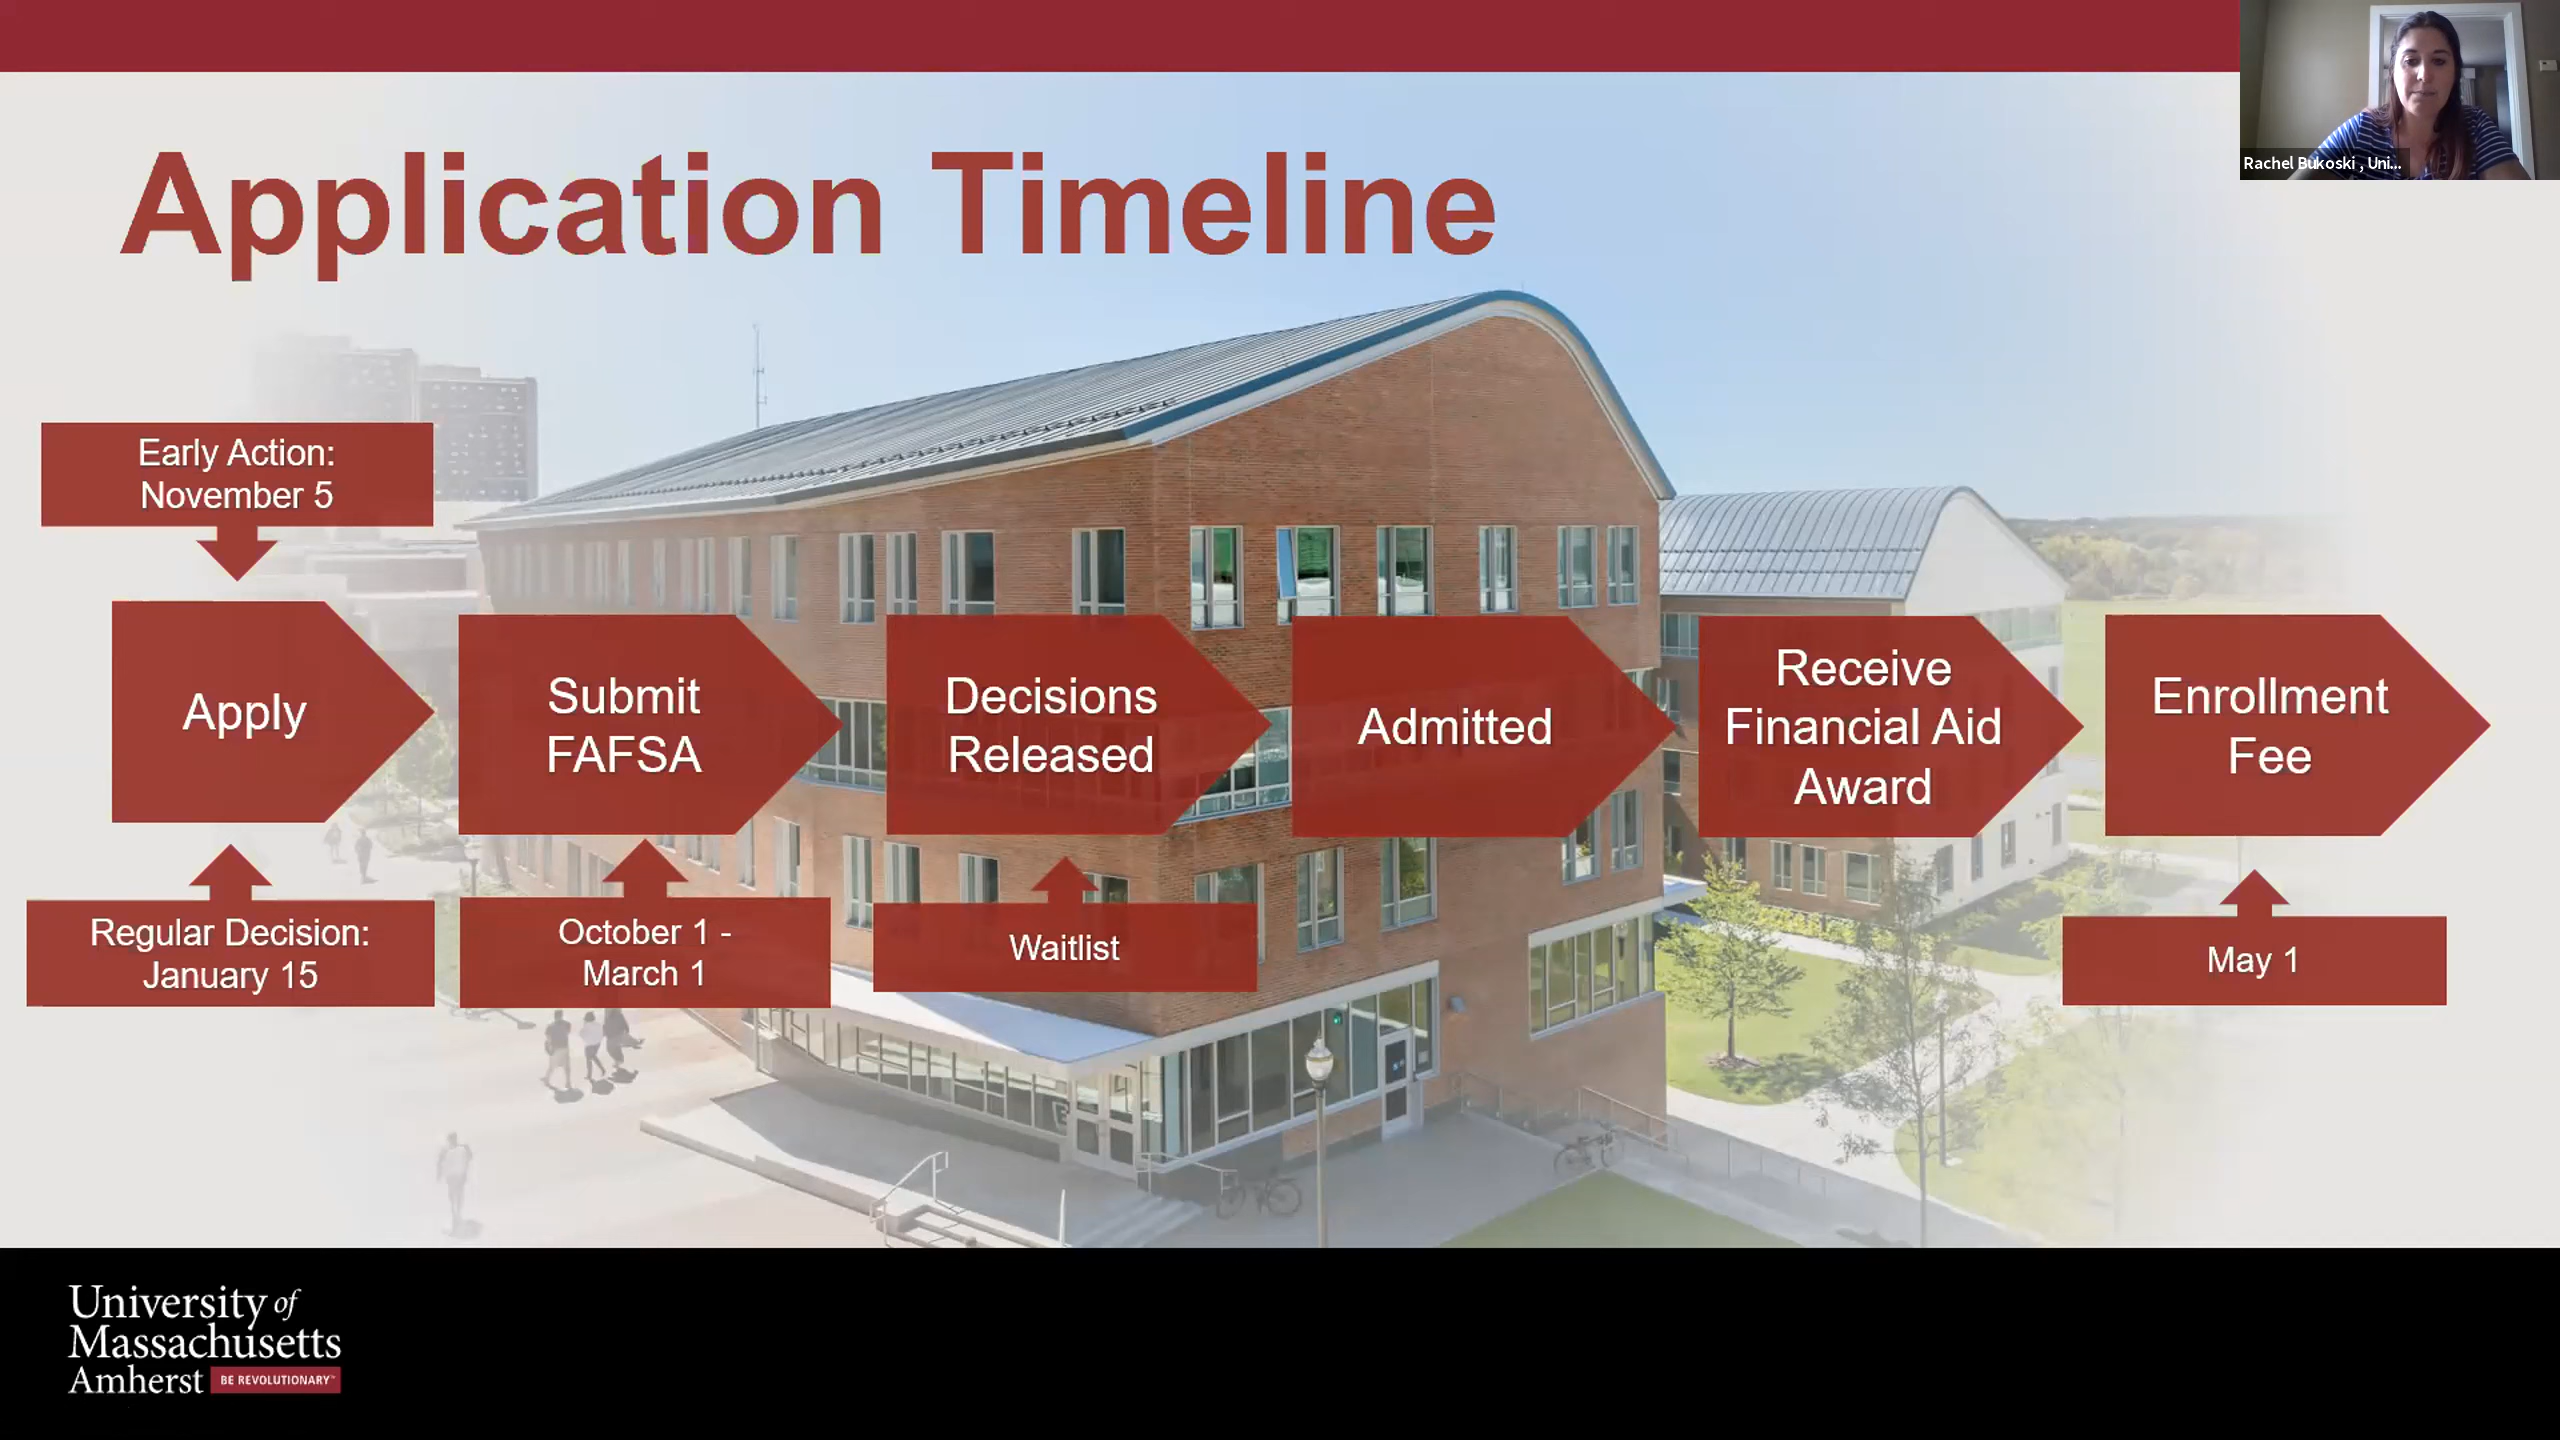 Rachel Bukoski , Uni...
Application Timeline
Early Action:
November 5
Apply
Submit
FAFSA
Decisions
Released
Admitted
Receive
Financial Aid
Award
Enrollment
Fee
Regular Decision:
January 15
October 1 -
March 1
Waitlist
May 1
University of
Massachusetts
Amherst BE REVOLUTIONARY™